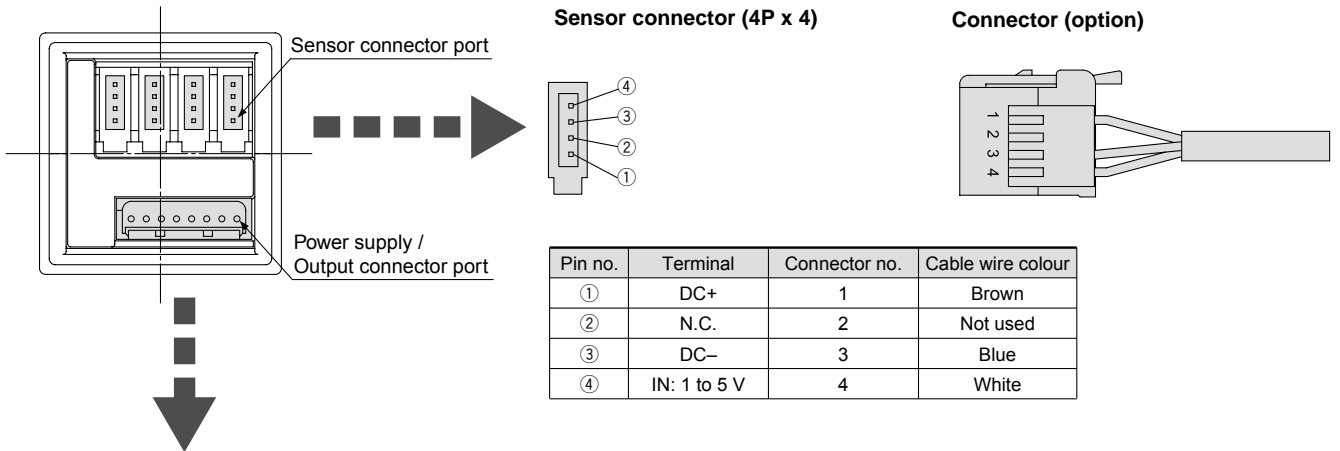 Sensor connector (4P x 4)
Connector (option)
Sensor connector port
④
③
②
①
1
2
3
4
Power supply /
Output connector port
Pin no. Terminal Connector no. Cable wire colour
① DC+ 1 Brown
② N.C. 2 Not used
③ DC– 3 Blue
④ IN: 1 to 5 V 4 White